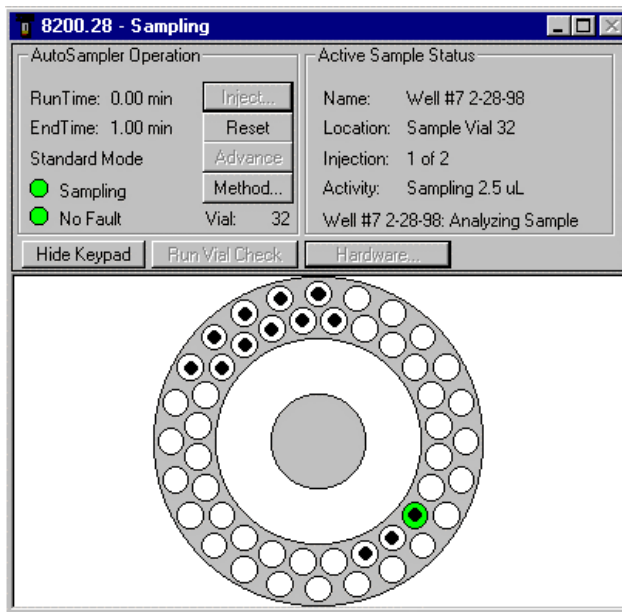 8200.28 - Sampling
AutoSampler Operation
RunTime: 0.00 min
Inject...
EndTime: 1.00 min
Reset
Standard Mode
Advance
Sampling
Method...
No Fault
Vial: 32
Active Sample Status
Name: Well #7 2-28-98
Location: Sample Vial 32
Injection: 1 of 2
Activity: Sampling 2.5 uL
Well #7 2-28-98: Analyzing Sample
Hide Keypad
Run Vial Check
Hardware...